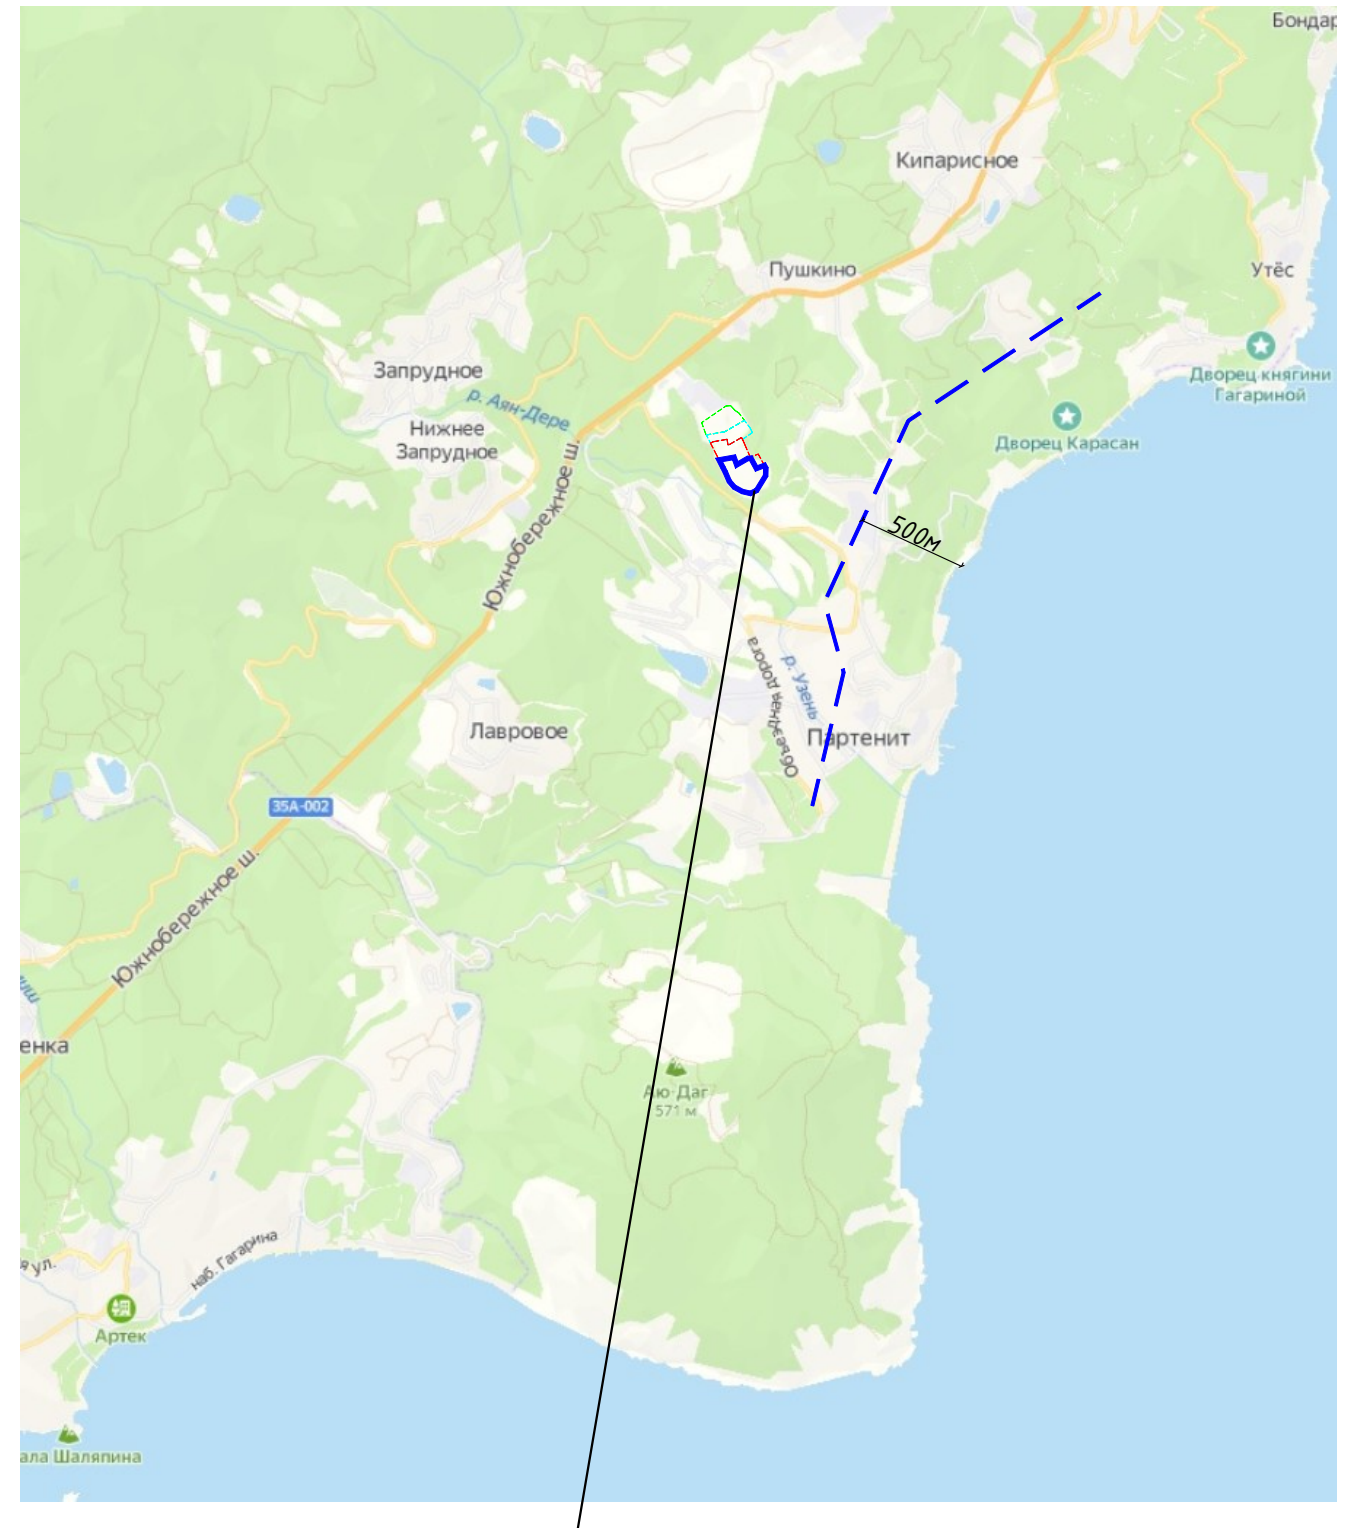 Бондар
Кипарисное
Пушкино
Утёс
Запрудное
р. Аян-Дере
Дворец княгини
Гагариной
Нижнее
Запрудное
Дворец Карасан
Южнобережное ш.
500м
Объездная дорога
р. Узень
Лавровое
Партенит
35А-002
Южнобережное ш.
енка
Аю-Даг
571 м
я ул.
наб. Гагарина
Артек
ала Шаляпина